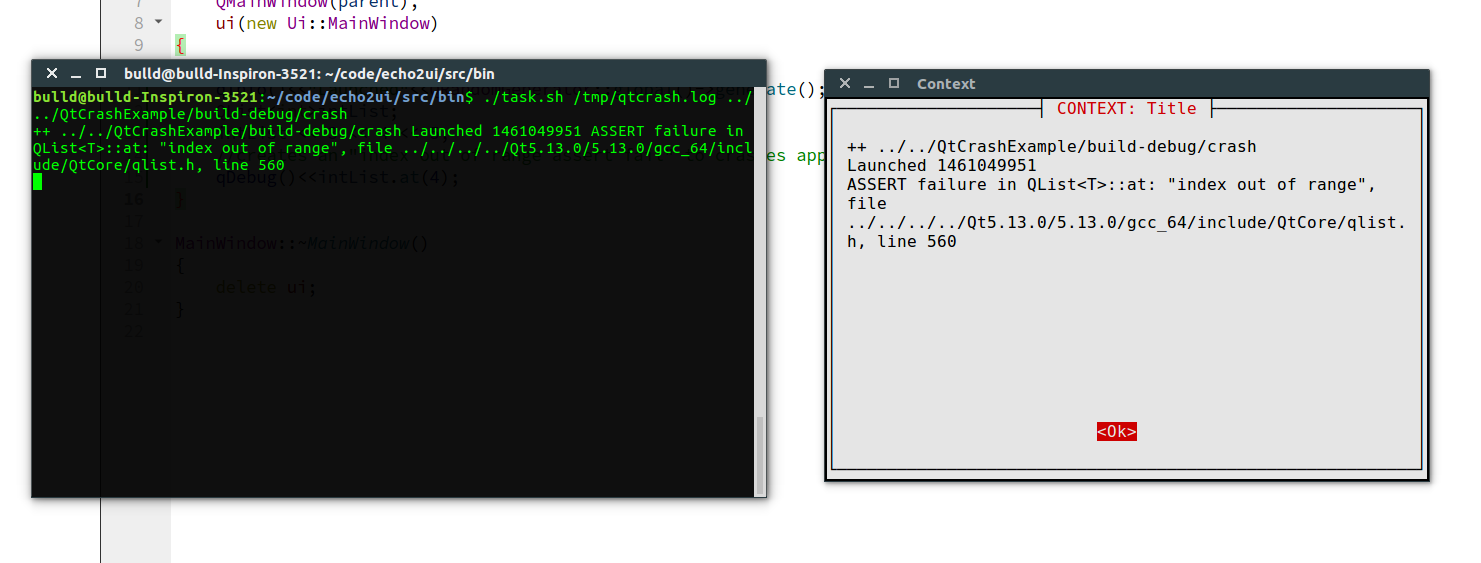 7 QMainWindow(parent),
8 ui(new Ui::MainWindow)
9 {
bulld@bulld-Inspiron-3521: ~/code/echo2ui/src/bin
bulld@bulld-Inspiron-3521:~/code/echo2ui/src/bin$ ./task.sh /tmp/qtcrash.log ../
../QtCrashExample/build-debug/crash
++ ../../QtCrashExample/build-debug/crash Launched 1461049951 ASSERT failure in
QList<T>::at: "index out of range", file ../../../../Qt5.13.0/5.13.0/gcc_64/incl
ude/QtCore/qlist.h, line 560
ate();
es app
qDebug()<<intList.at(4);
16 }
17
18 MainWindow::~MainWindow()
19 {
20 delete ui;
21 }
22
Context
CONTEXT: Title
++ ../../QtCrashExample/build-debug/crash
Launched 1461049951
ASSERT failure in QList<T>::at: "index out of range",
file
../../../../Qt5.13.0/5.13.0/gcc_64/include/QtCore/qlist.
h, line 560
<Ok>